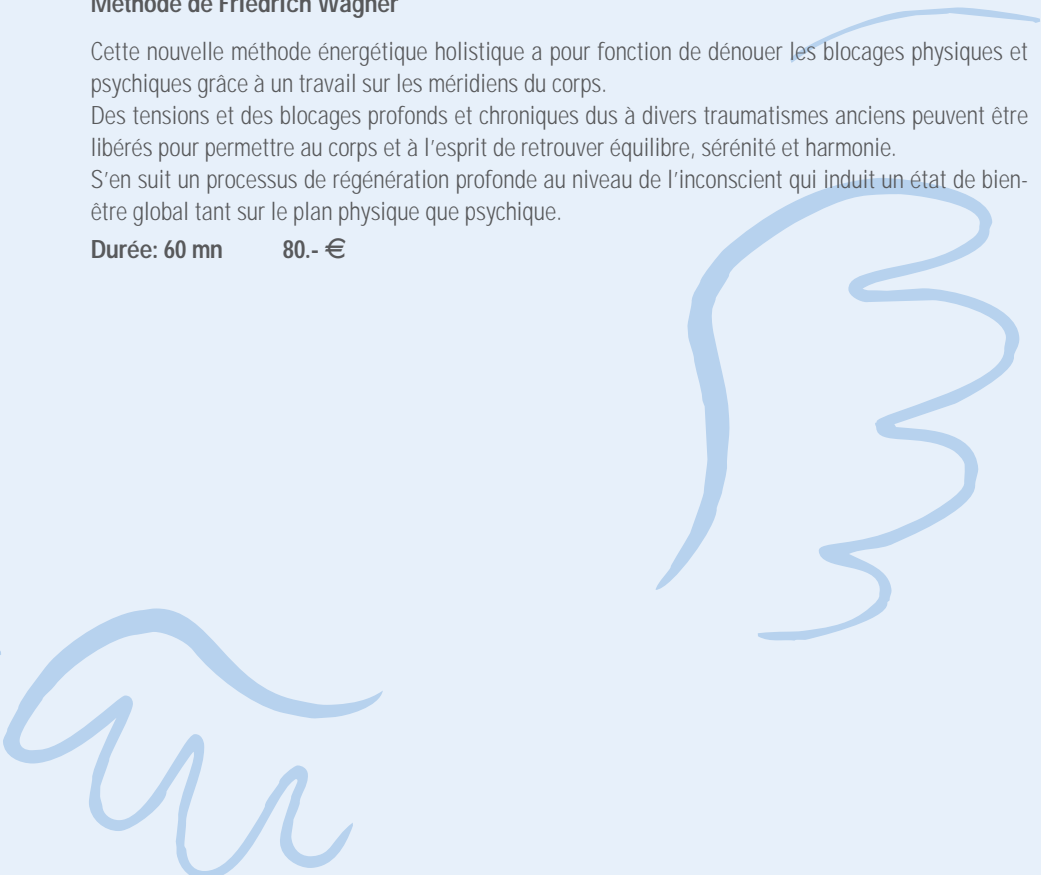 Méthode de Friedrich Wagner
Cette nouvelle méthode énergétique holistique a pour fonction de dénouer les blocages physiques et
psychiques grâce à un travail sur les méridiens du corps.
Des tensions et des blocages profonds et chroniques dus à divers traumatismes anciens peuvent être
libérés pour permettre au corps et à l'esprit de retrouver équilibre, sérénité et harmonie.
S'en suit un processus de régénération profonde au niveau de l'inconscient qui induit un état de bien-
être global tant sur le plan physique que psychique.
Durée: 60 mn 80.- €